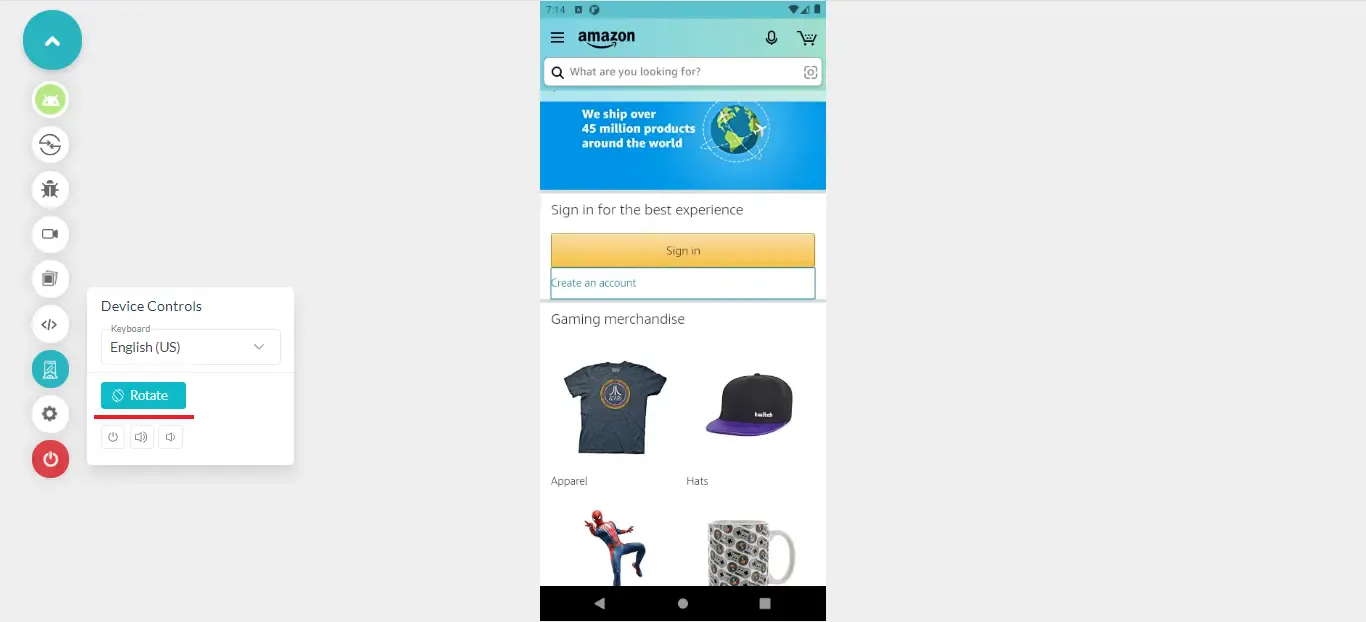 7:14
amazon
What are you looking for?
We ship over
45 million products
around the world
Sign in for the best experience
Sign in
Create an account
Gaming merchandise
ATARI
Apparel
Hats
Device Controls
Keyboard
English (US)
Rotate